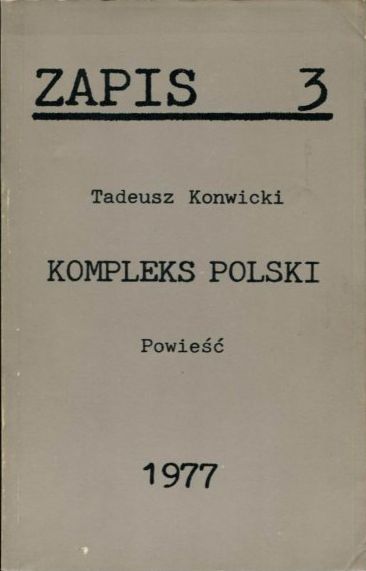 ZAPIS 3
Tadeusz Konwicki
KOMPLEKS POLSKI
Powieść
1977